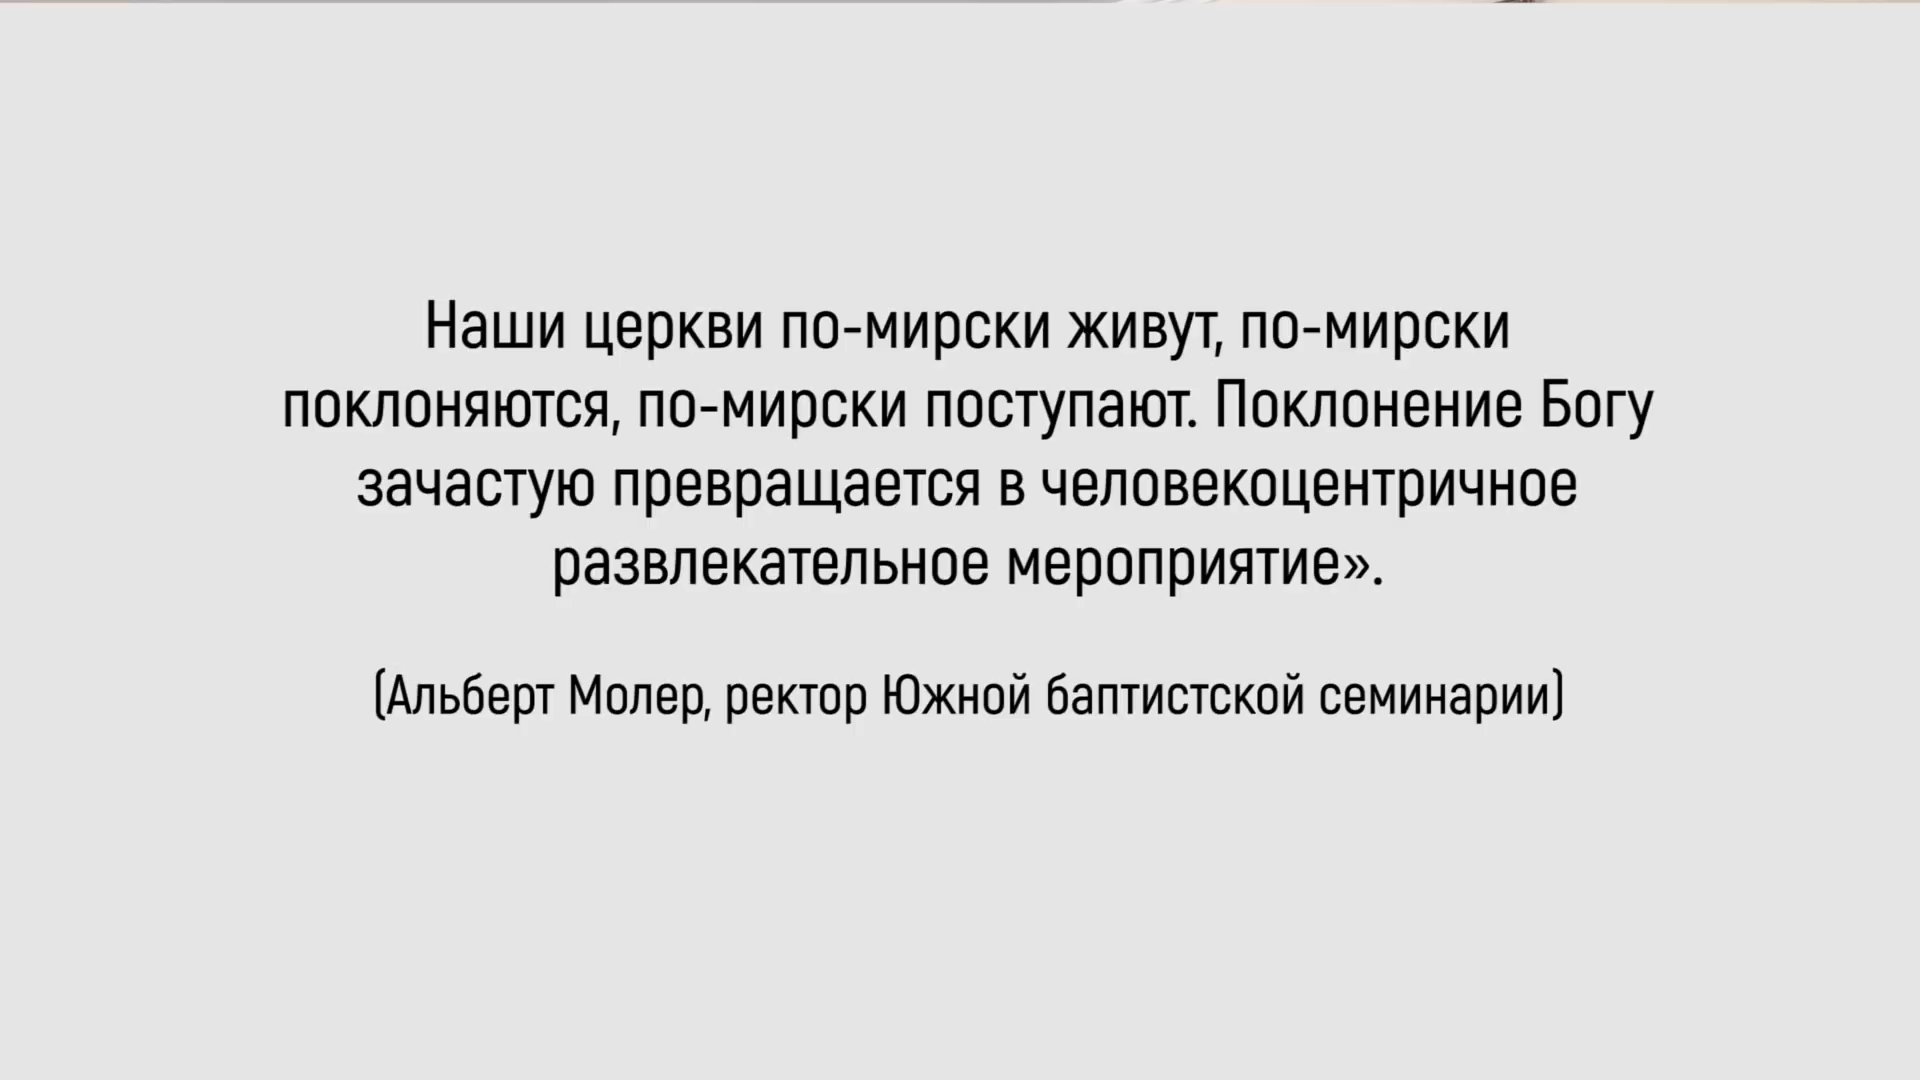 Наши церкви по-мирски живут, по-мирски
поклоняются, по-мирски поступают. Поклонение Богу
зачастую превращается в человекоцентричное
развлекательное мероприятие».
(Альберт Молер, ректор Южной баптистской семинарии)